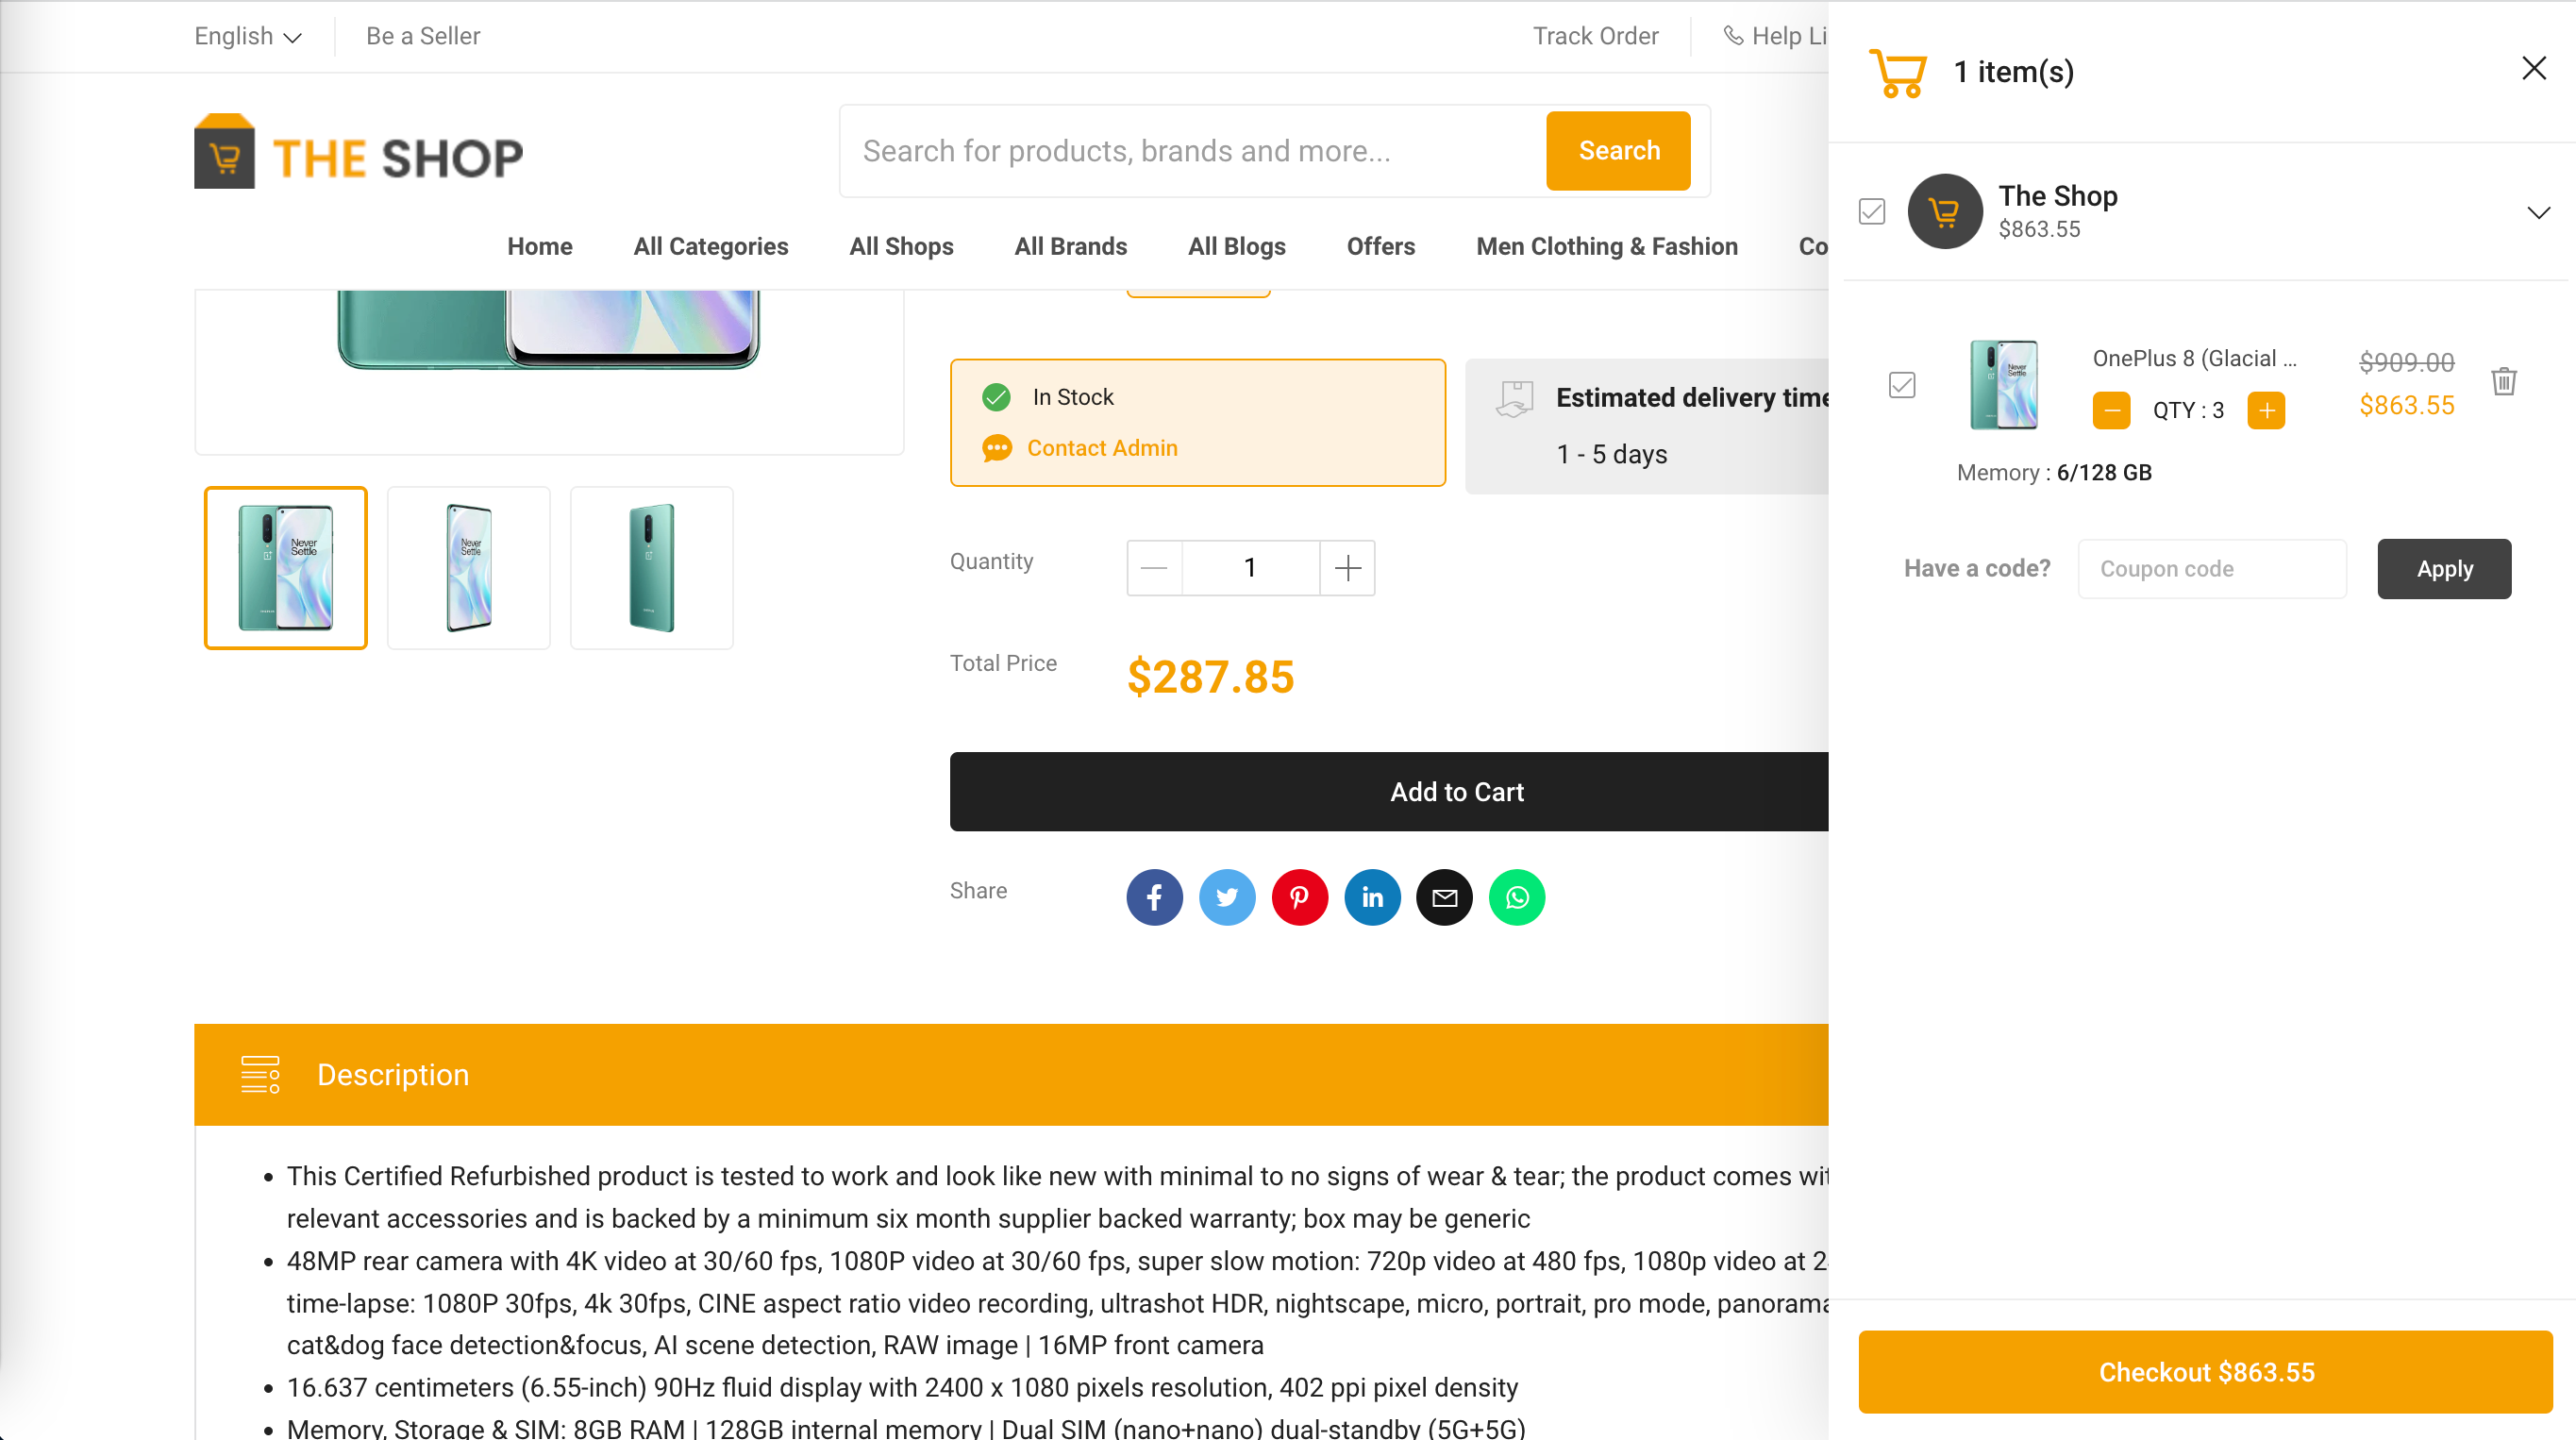 English
Be a Seller
Track Order
Help Li
THE SHOP
Search for products, brands and more...
Search
Home
All Categories
All Shops
All Brands
All Blogs
Offers
Men Clothing & Fashion
Co
In Stock
Contact Admin
Estimated delivery time
1 - 5 days
Never
Settle
Never
Settle
Quantity
1
Total Price
$287.85
Add to Cart
Share
Description
• This Certified Refurbished product is tested to work and look like new with minimal to no signs of wear & tear; the product comes wit
relevant accessories and is backed by a minimum six month supplier backed warranty; box may be generic
• 48MP rear camera with 4K video at 30/60 fps, 1080P video at 30/60 fps, super slow motion: 720p video at 480 fps, 1080p video at 2
time-lapse: 1080P 30fps, 4k 30fps, CINE aspect ratio video recording, ultrashot HDR, nightscape, micro, portrait, pro mode, panorama
cat&dog face detection&focus, AI scene detection, RAW image | 16MP front camera
• 16.637 centimeters (6.55-inch) 90Hz fluid display with 2400 x 1080 pixels resolution, 402 ppi pixel density
• Memory, Storage & SIM: 8GB RAM | 128GB internal memory | Dual SIM (nano+nano) dual-standby (5G+5G)
1 item(s)
The Shop
$863.55
Never
Settle
OnePlus 8 (Glacial ...
QTY : 3
$909.00
$863.55
Memory : 6/128 GB
Have a code?
Coupon code
Apply
Checkout $863.55